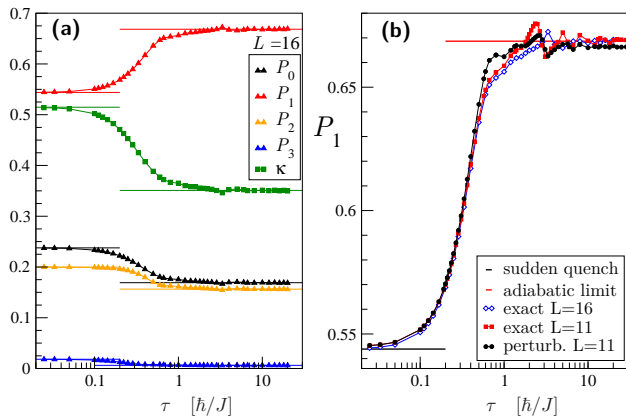 0.7
0.6
0.5
0.4
0.3
0.2
0.1
0
(a)
L=16
P0
P1
P2
P3
κ
0.1
1
10
τ [ħ/J]
(b)
P1
0.65
0.6
0.55
sudden quench
adiabatic limit
exact L=16
exact L=11
perturb. L=11
0.1
1
10
τ [ħ/J]